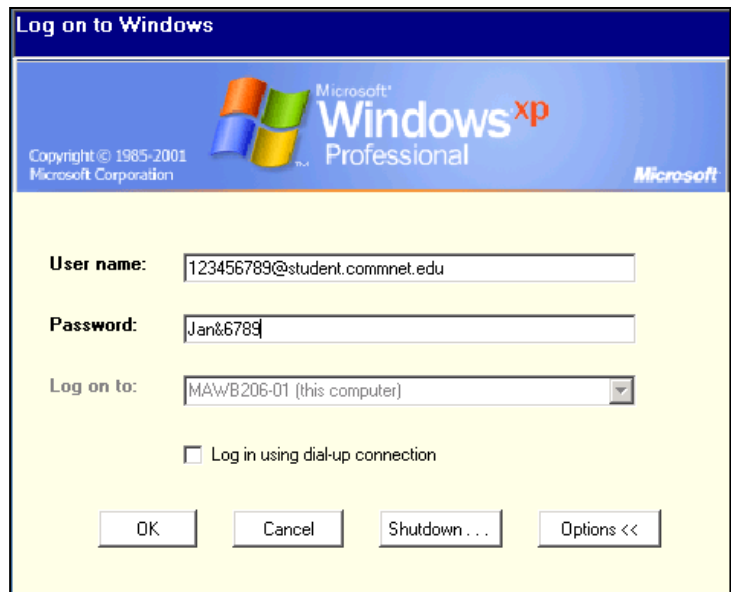 Log on to Windows
Microsoft®
Windows xp
Professional
Copyright © 1985-2001
Microsoft Corporation
Microsoft
User name: 123456789@student.commnet.edu
Password: Jan&6789
Log on to: MAWB206-01 (this computer)
Log in using dial-up connection
OK Cancel Shutdown . . . Options <<